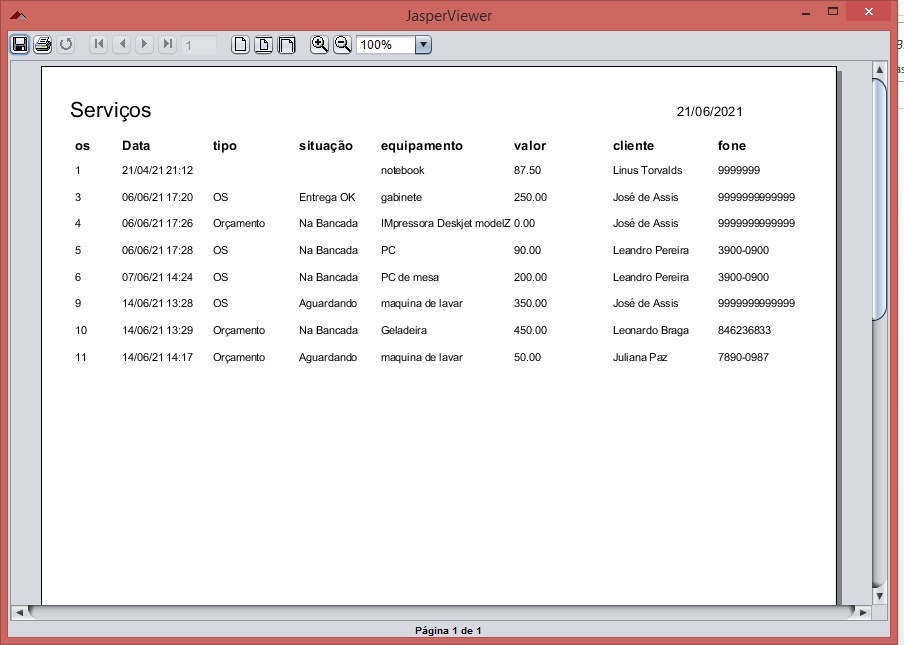 JasperViewer
1
100%
Serviços 21/06/2021
os Data tipo situação equipamento valor cliente fone
1 21/04/21 21:12 notebook 87.50 Linus Torvalds 9999999
3 06/06/21 17:20 OS Entrega OK gabinete 250.00 José de Assis 9999999999999
4 06/06/21 17:26 Orçamento Na Bancada IMpressora Deskjet modelZ 0.00 José de Assis 9999999999999
5 06/06/21 17:28 OS Na Bancada PC 90.00 Leandro Pereira 3900-0900
6 07/06/21 14:24 OS Na Bancada PC de mesa 200.00 Leandro Pereira 3900-0900
9 14/06/21 13:28 OS Aguardando maquina de lavar 350.00 José de Assis 9999999999999
10 14/06/21 13:29 Orçamento Na Bancada Geladeira 450.00 Leonardo Braga 846236833
11 14/06/21 14:17 Orçamento Aguardando maquina de lavar 50.00 Juliana Paz 7890-0987
Página 1 de 1